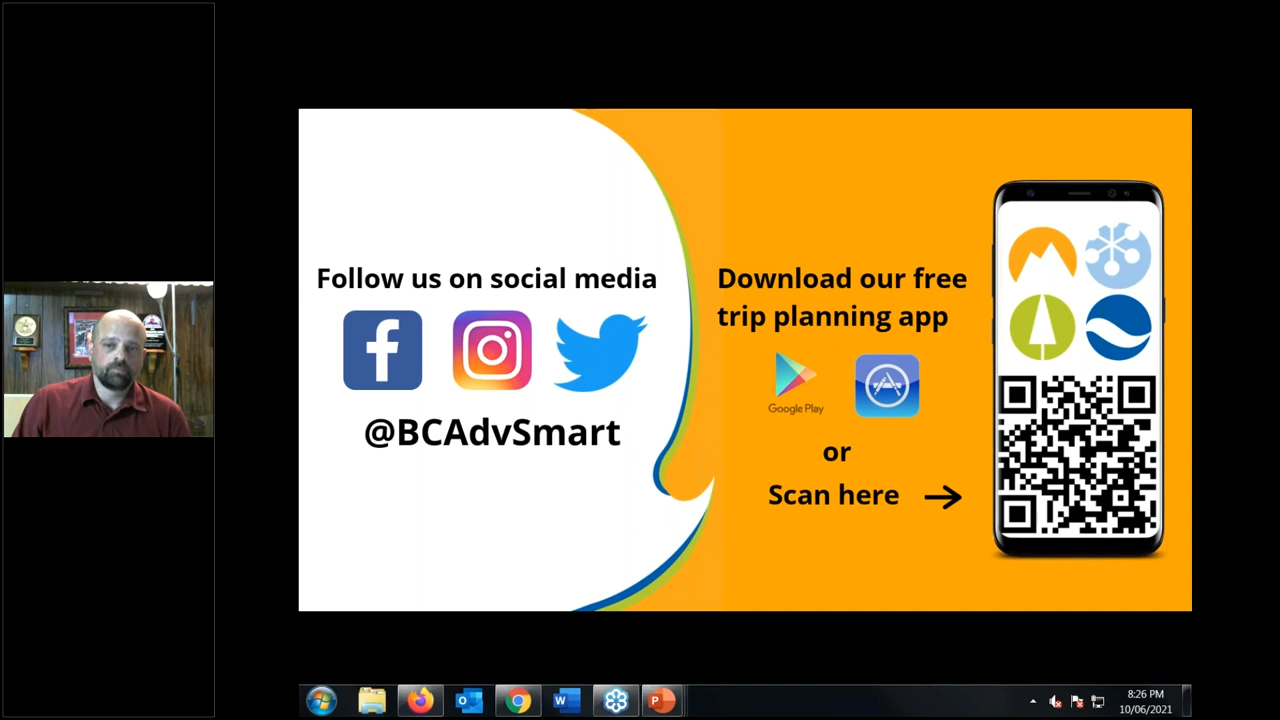 Follow us on social media
@BCAdvSmart
Download our free
trip planning app
Google Play
or
Scan here
8:26 PM
10/06/2021